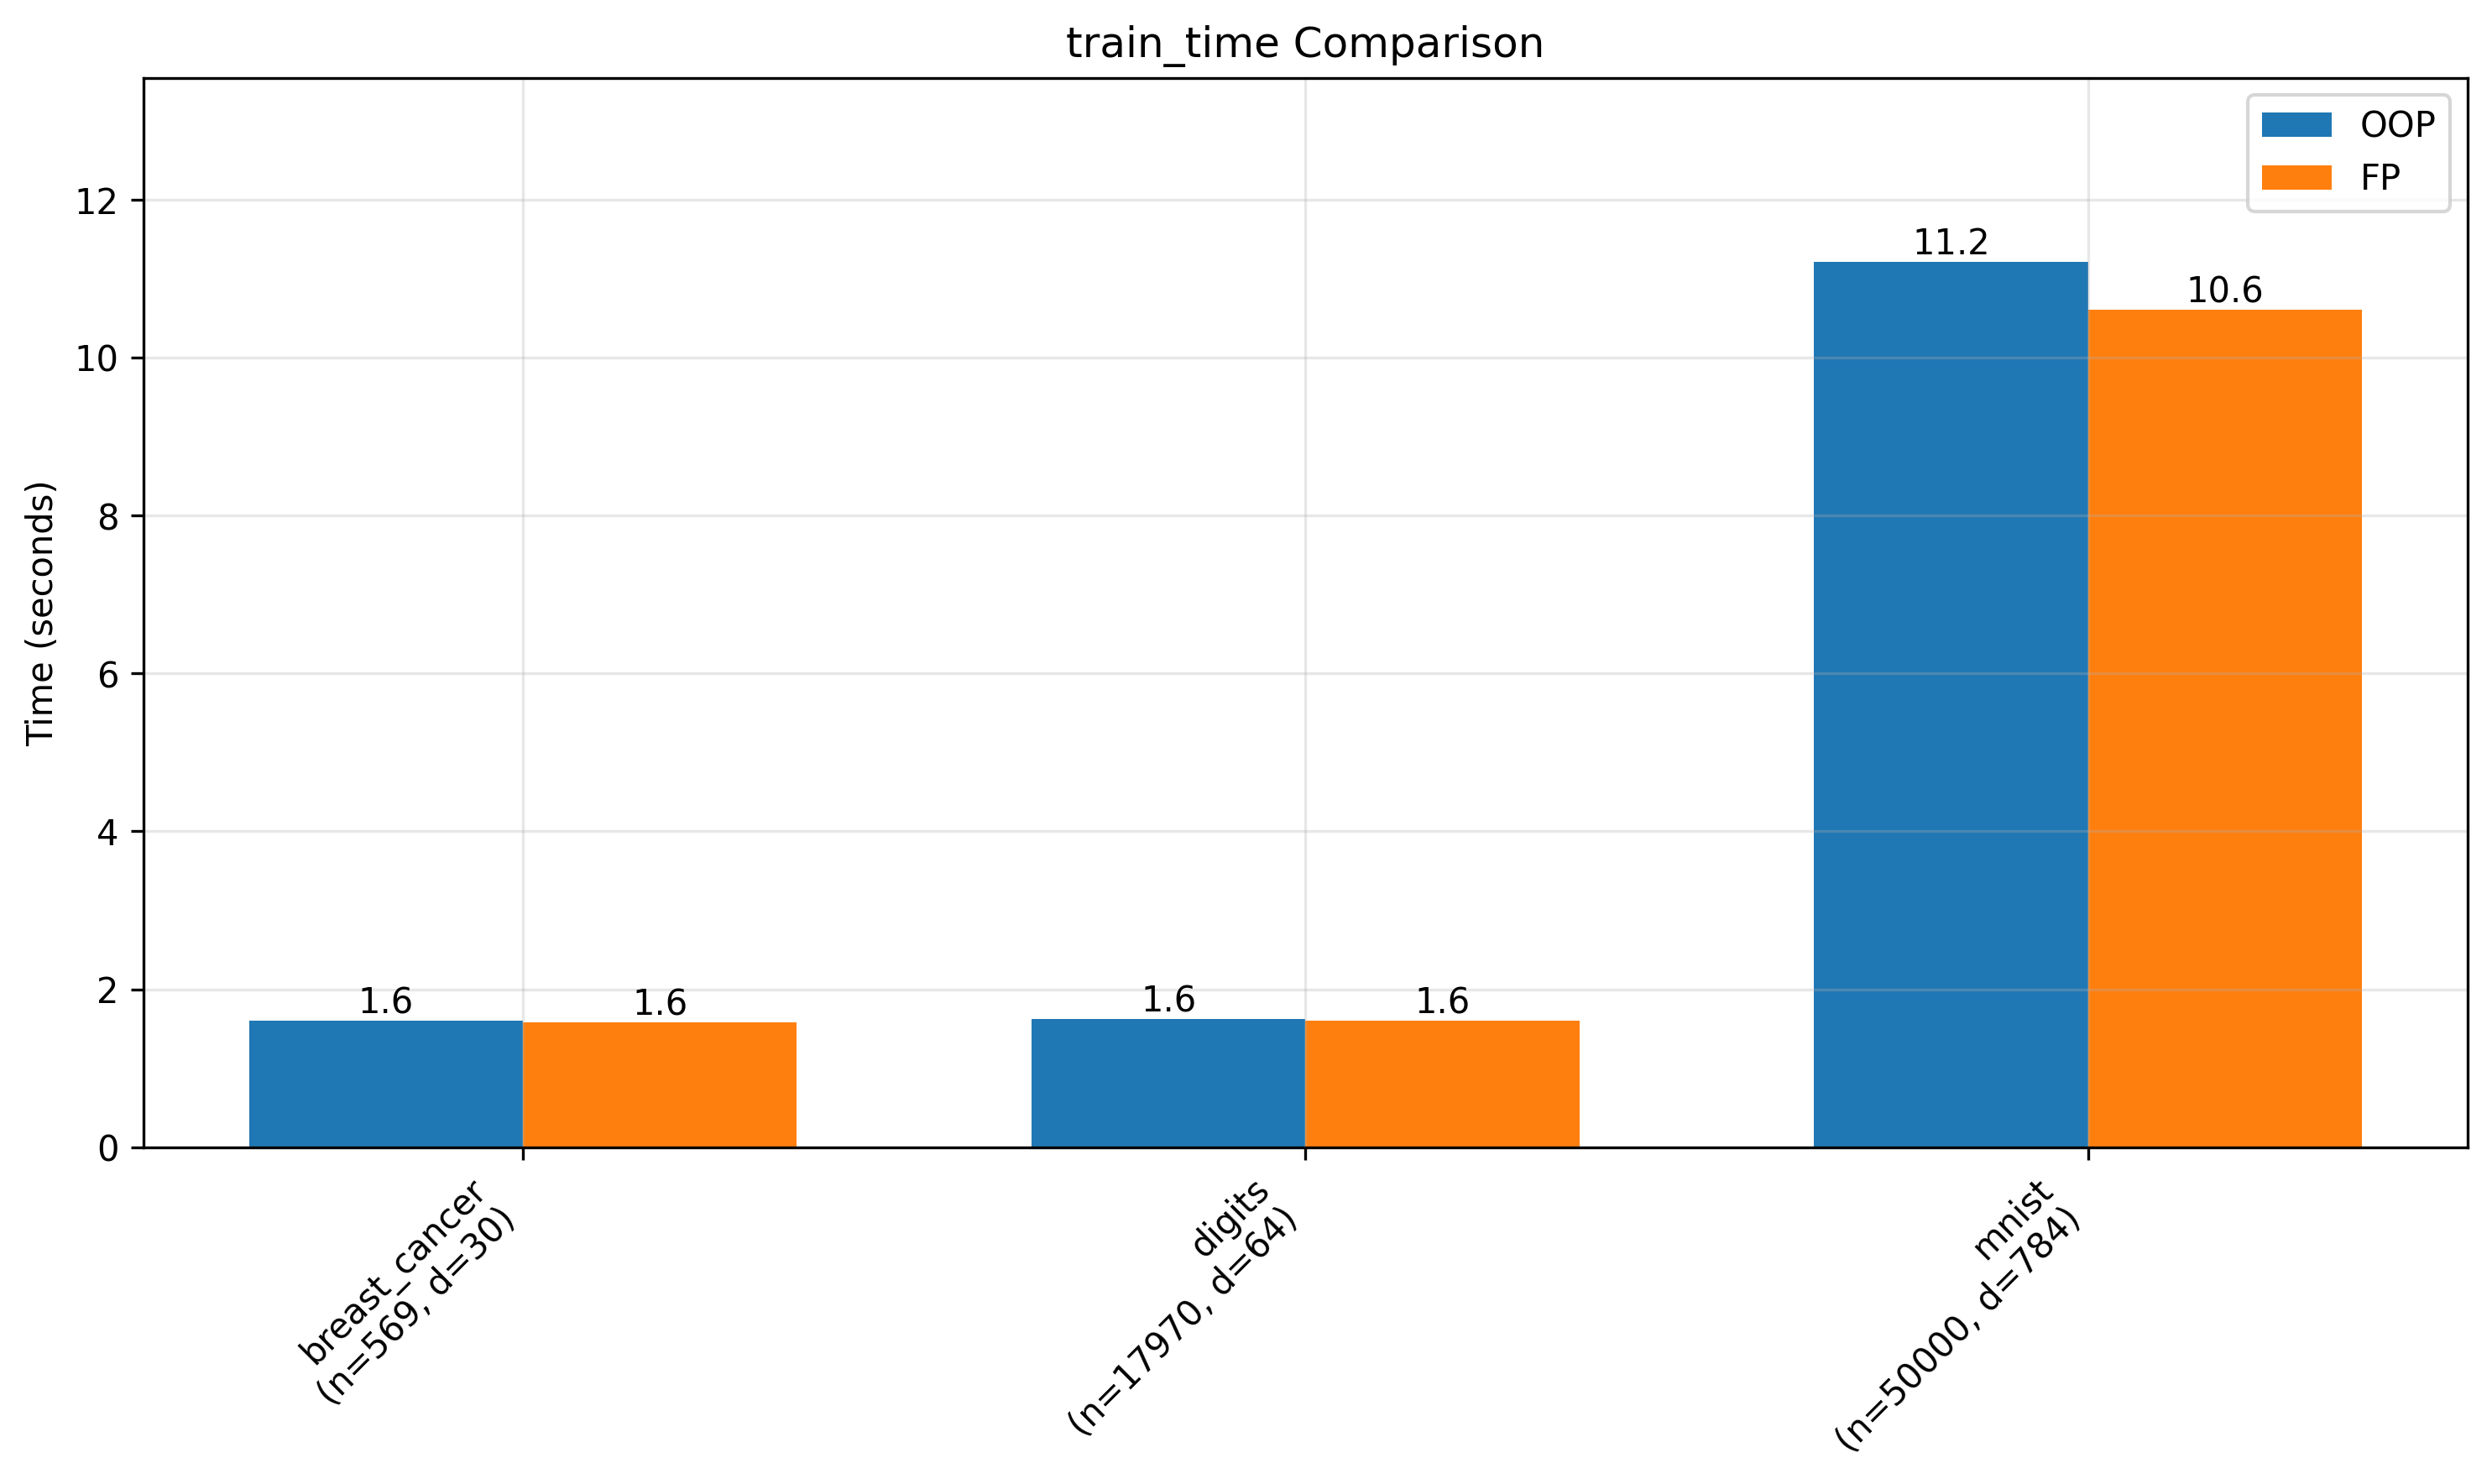 train_time Comparison
OOP
FP
Time (seconds)
12
10
8
6
4
2
0
1.6
1.6
1.6
1.6
11.2
10.6
breast_cancer
(n=569, d=30)
digits
(n=17970, d=64)
mnist
(n=50000, d=784)